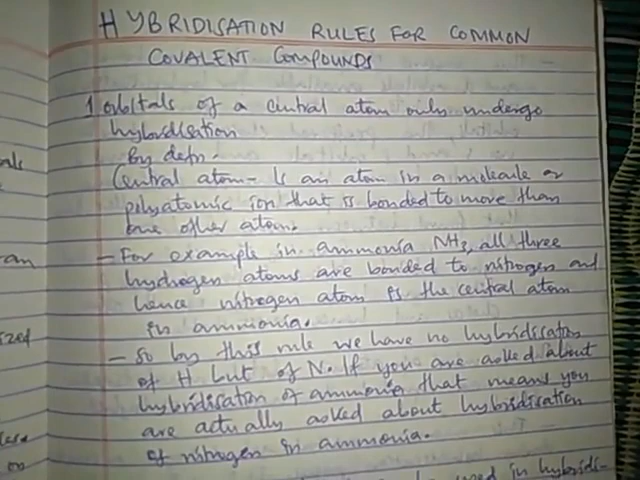 HYBRIDISATION RULES FOR COMMON
COVALENT COMPOUNDS
1 orbitals of a central atom only undergo
hybridisation
By defn.
Central atom - Is an atom in a molecule or
polyatomic ion that is bonded to more than
one other atom.
- For example in ammonia NH3, all three
hydrogen atoms are bonded to nitrogen and
hence nitrogen atom is the central atom
in ammonia.
- So by this rule we have no hybridisation
of H but of N. If you are asked about
hybridisation of ammonia that means you
are actually asked about hybridisation
of nitrogen in ammonia.
used in hybridi-